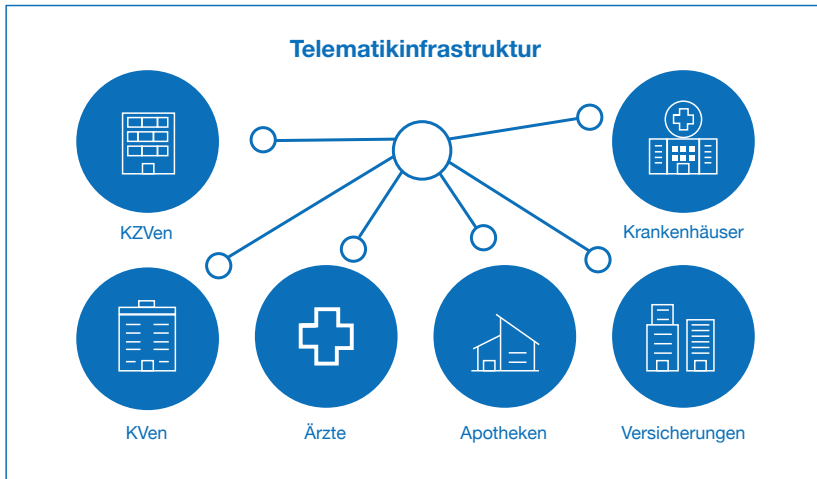 Telematikinfrastruktur
KZVen
Krankenhäuser
KVen
Ärzte
Apotheken
Versicherungen